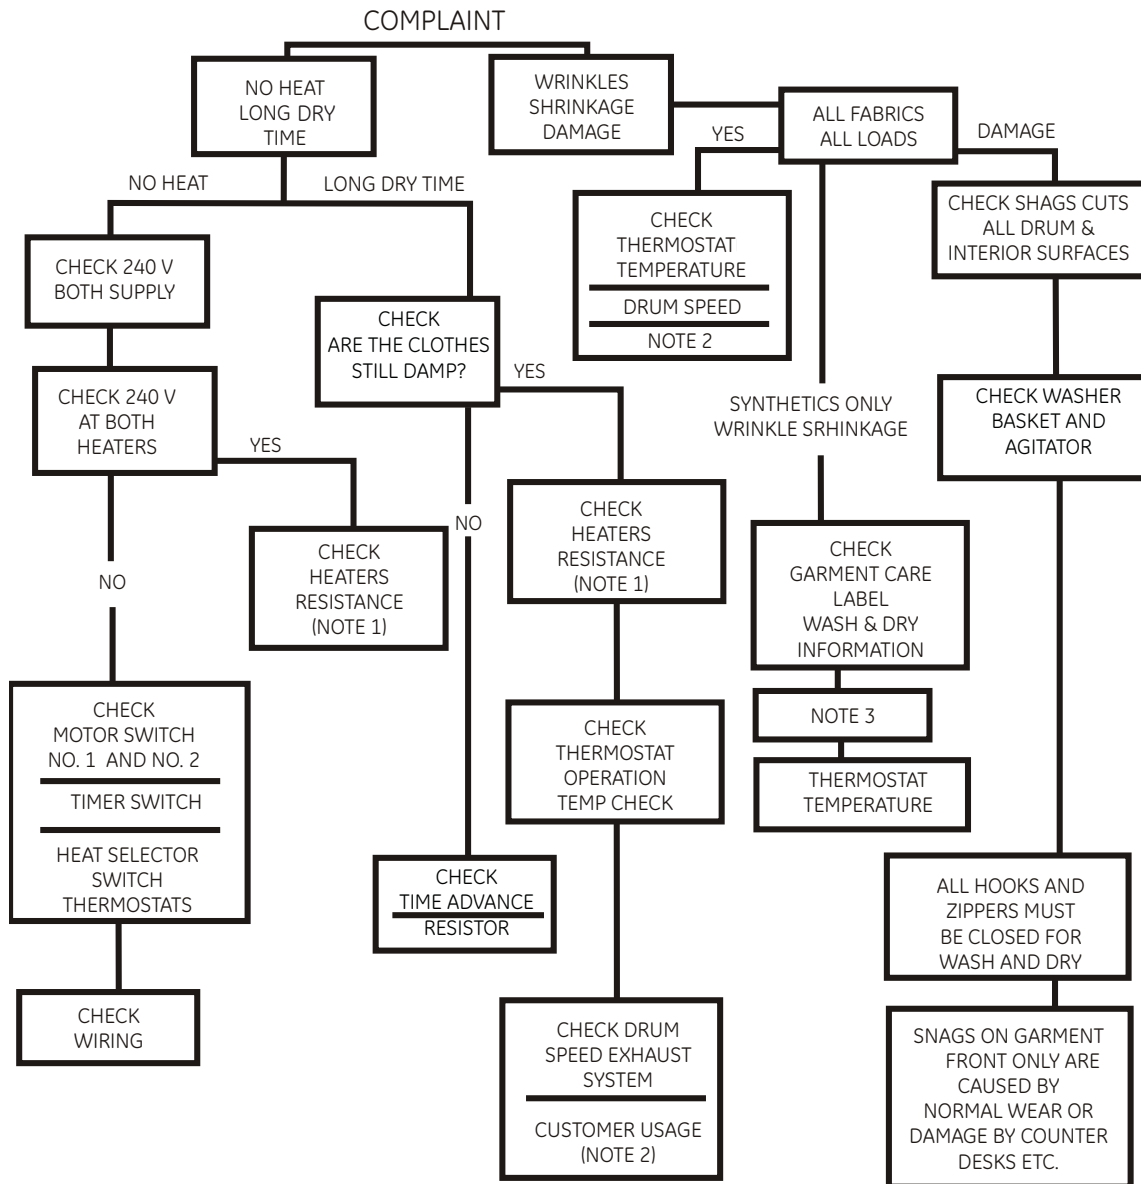 COMPLAINT
NO HEAT
LONG DRY
TIME
WRINKLES
SHRINKAGE
DAMAGE
ALL FABRICS
ALL LOADS
YES
DAMAGE
NO HEAT
LONG DRY TIME
CHECK 240 V
BOTH SUPPLY
CHECK 240 V
AT BOTH
HEATERS
YES
NO
CHECK
HEATERS
RESISTANCE
(NOTE 1)
CHECK
MOTOR SWITCH
NO. 1 AND NO. 2
TIMER SWITCH
HEAT SELECTOR
SWITCH
THERMOSTATS
CHECK
WIRING
CHECK
ARE THE CLOTHES
STILL DAMP?
YES
NO
CHECK
TIME ADVANCE
RESISTOR
CHECK
HEATERS
RESISTANCE
(NOTE 1)
CHECK
THERMOSTAT
OPERATION
TEMP CHECK
CHECK DRUM
SPEED EXHAUST
SYSTEM
CUSTOMER USAGE
(NOTE 2)
CHECK
THERMOSTAT
TEMPERATURE
DRUM SPEED
NOTE 2
SYNTHETICS ONLY
WRINKLE SRHINKAGE
CHECK
GARMENT CARE
LABEL
WASH & DRY
INFORMATION
NOTE 3
THERMOSTAT
TEMPERATURE
CHECK SHAGS CUTS
ALL DRUM &
INTERIOR SURFACES
CHECK WASHER
BASKET AND
AGITATOR
ALL HOOKS AND
ZIPPERS MUST
BE CLOSED FOR
WASH AND DRY
SNAGS ON GARMENT
FRONT ONLY ARE
CAUSED BY
NORMAL WEAR OR
DAMAGE BY COUNTER
DESKS ETC.